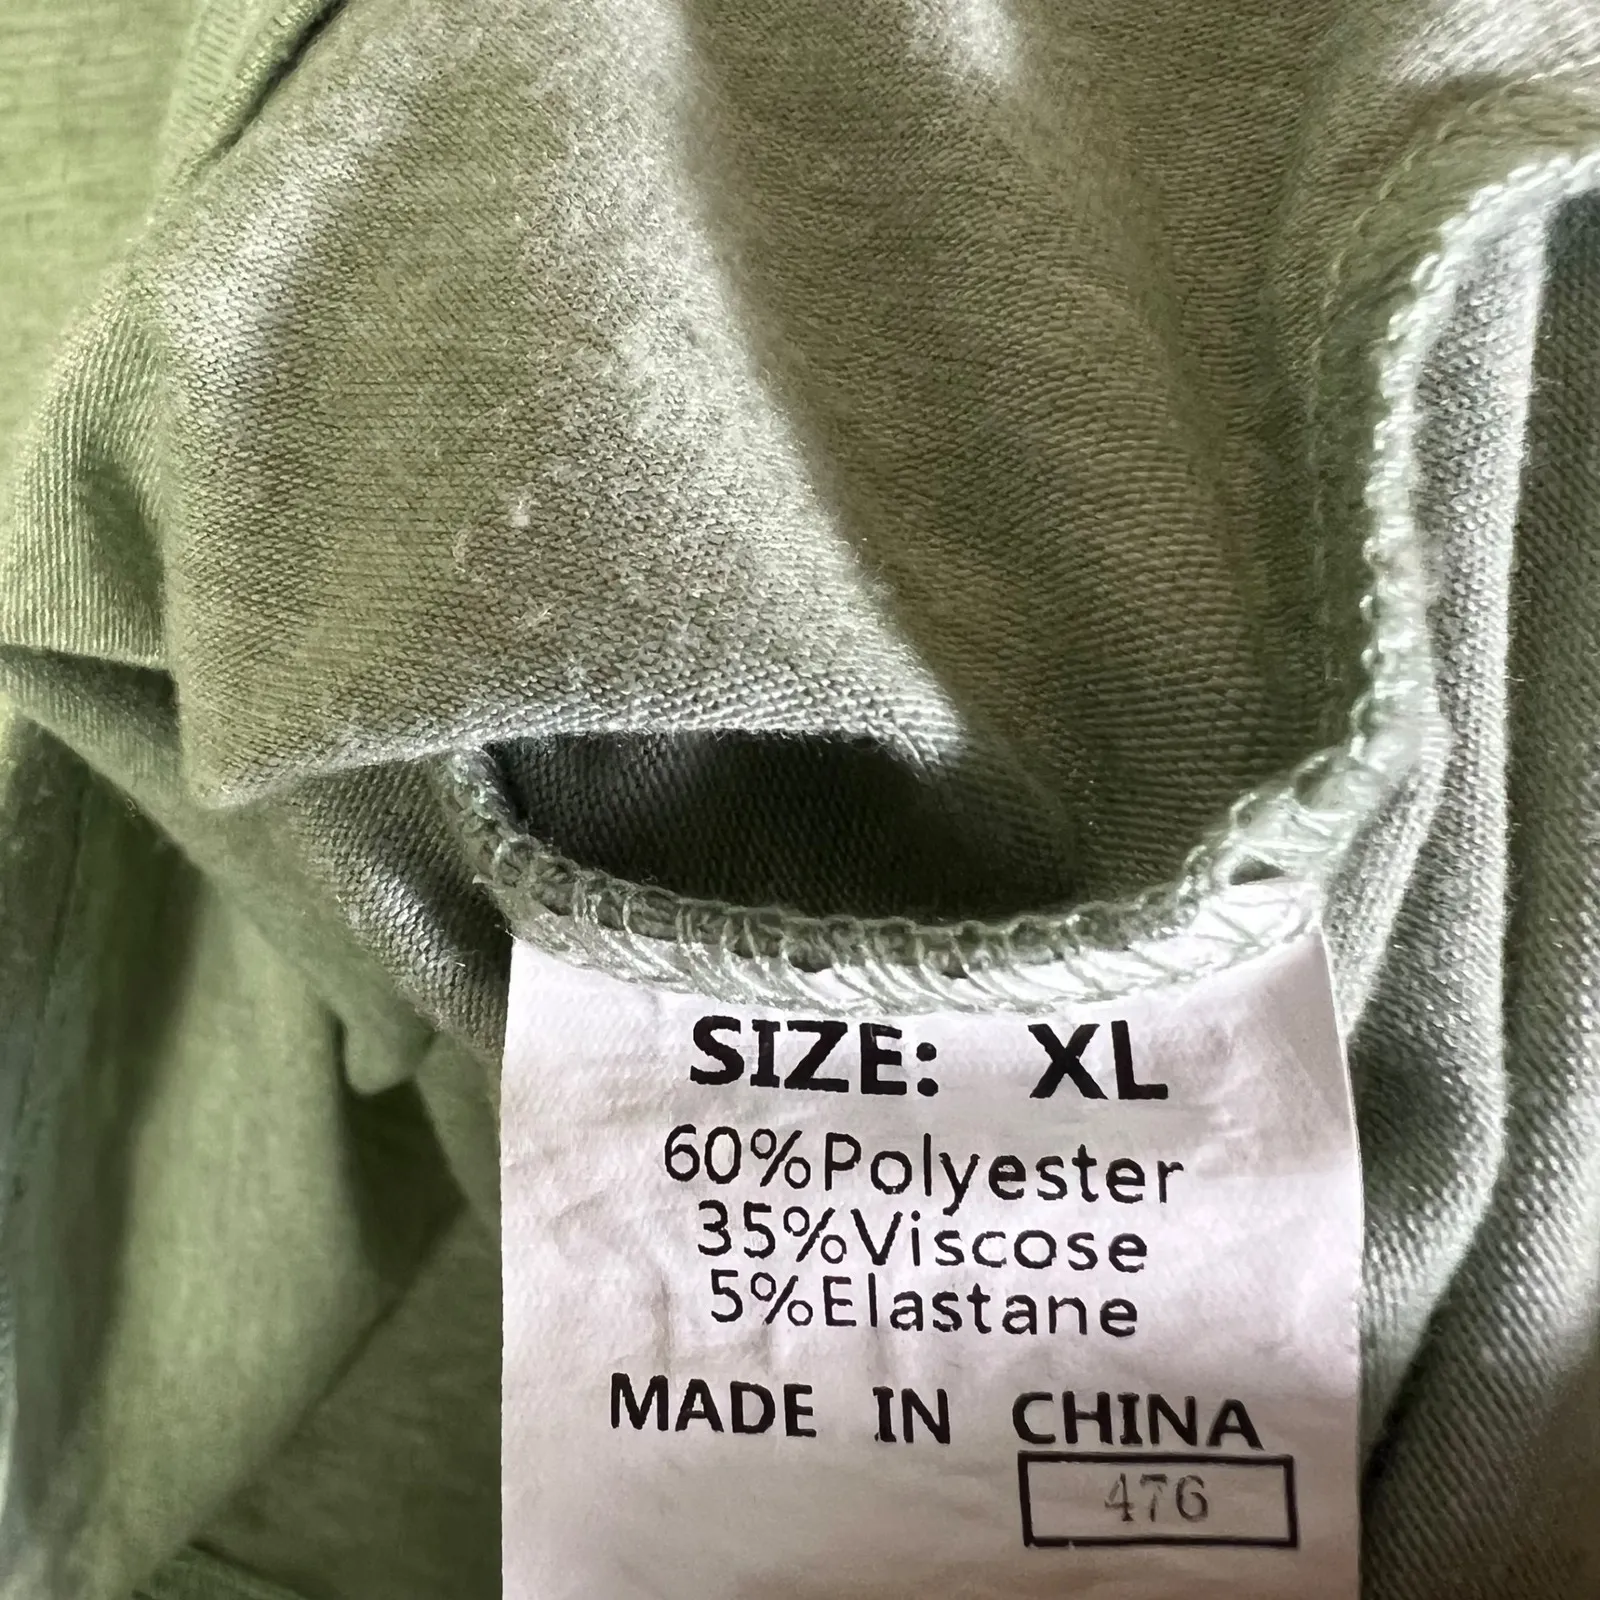 SIZE: XL
60%Polyester
35%Viscose
5%Elastane
MADE IN CHINA
476